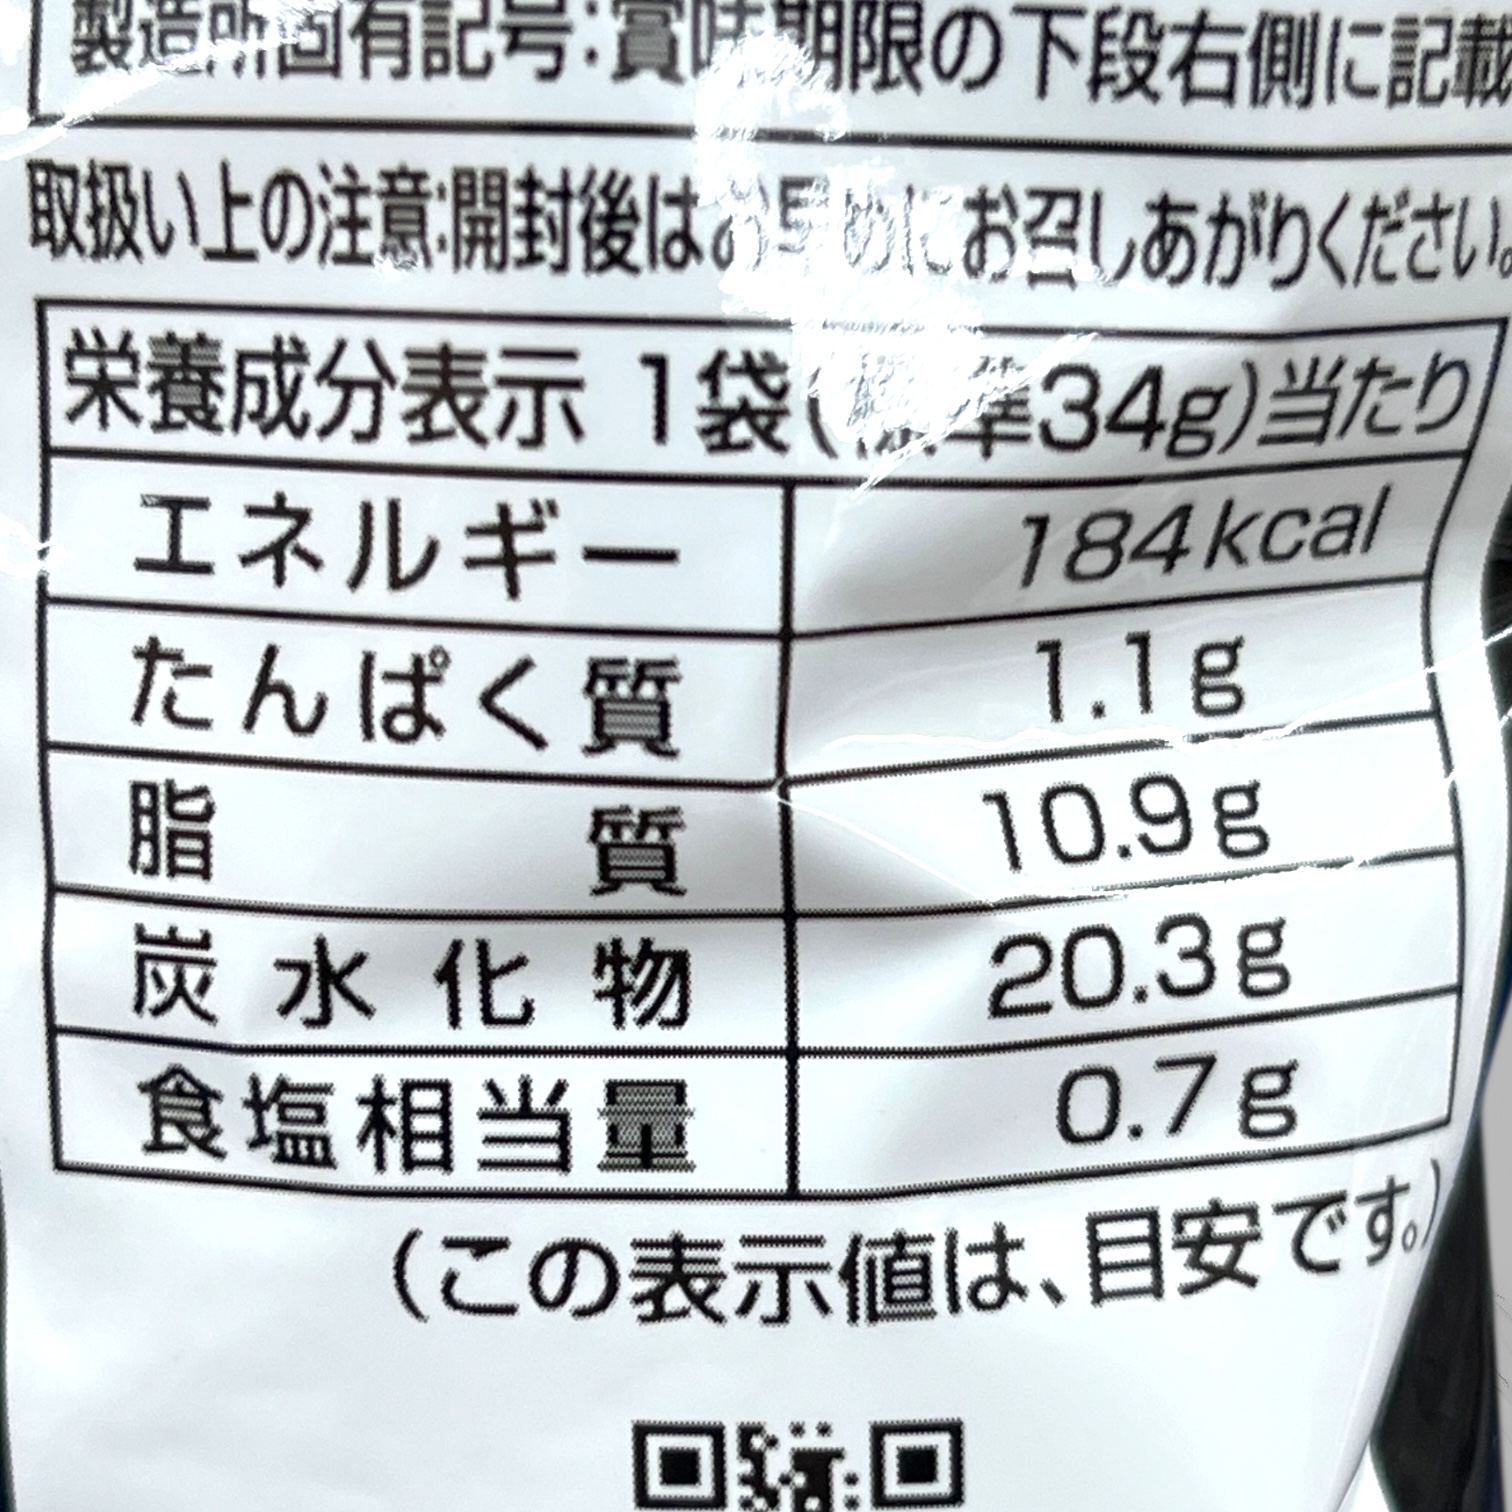 製造所固有記号:賞味期限の下段右側に記載
取扱い上の注意:開封後はお早めにお召しあがりください。
栄養成分表示 1袋(標準34g)当たり
エネルギー 184kcal
たんぱく質 1.1g
脂質 10.9g
炭水化物 20.3g
食塩相当量 0.7g
(この表示値は、目安です。)